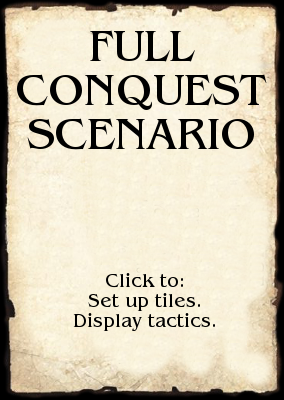 FULL
CONQUEST
SCENARIO
Click to:
Set up tiles.
Display tactics.